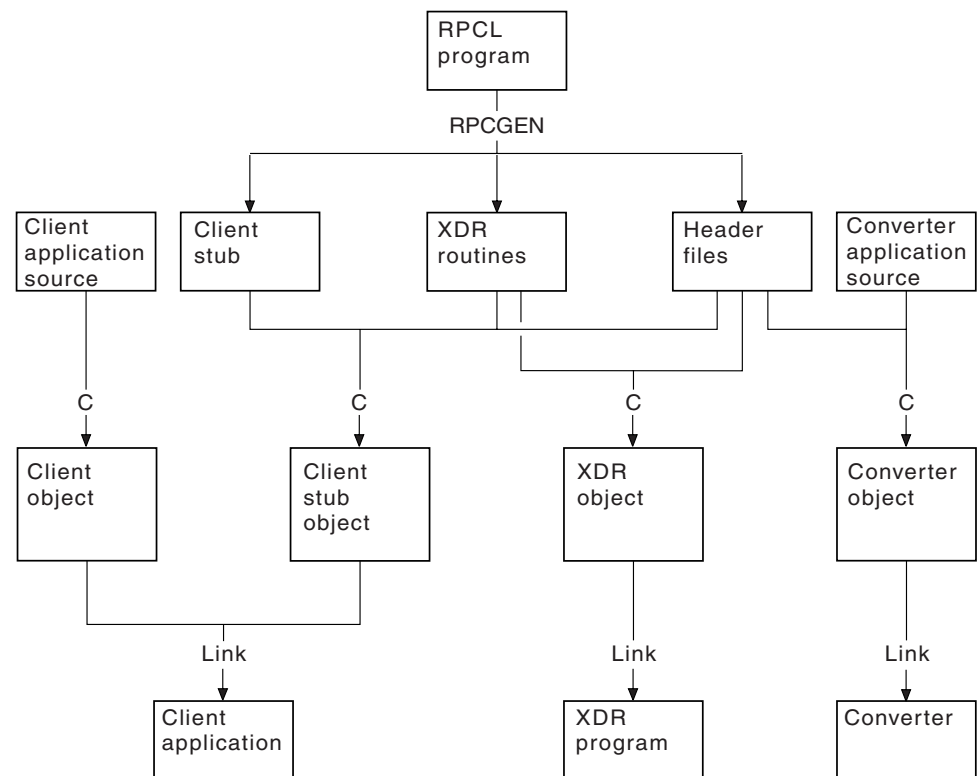 RPCL
program
RPCGEN
Client
application
source
Client
stub
XDR
routines
Header
files
Converter
application
source
C
C
C
C
Client
object
Client
stub
object
XDR
object
Converter
object
Link
Link
Link
Client
application
XDR
program
Converter